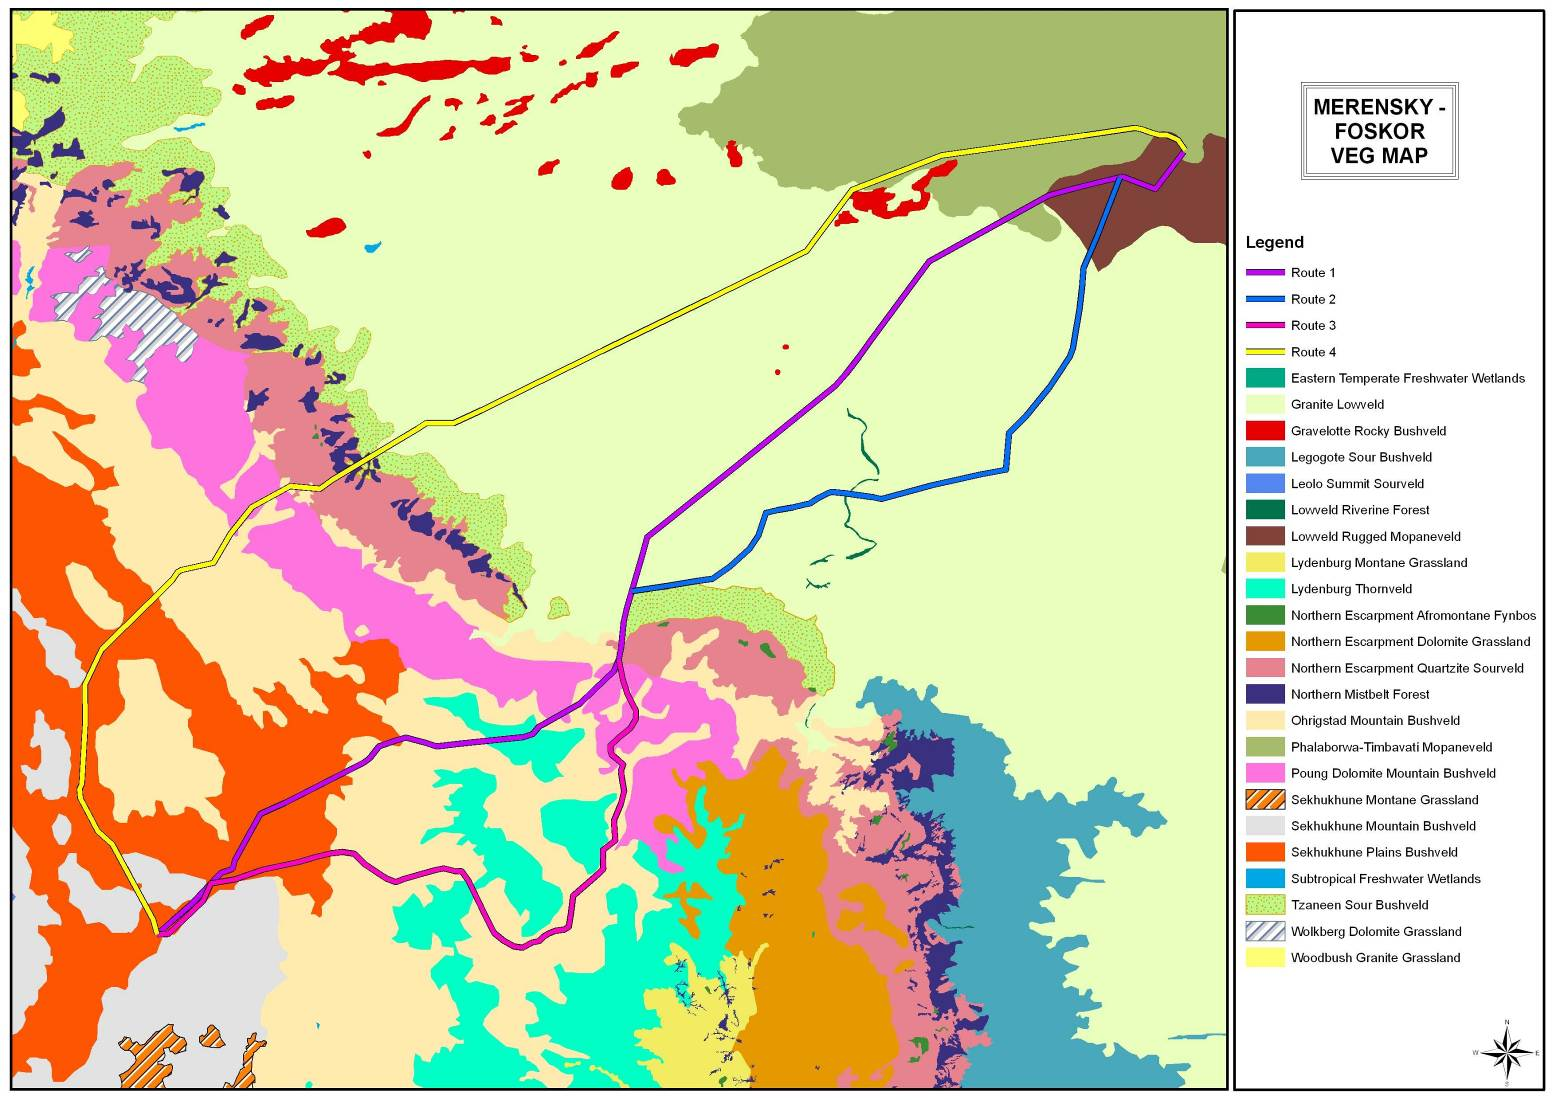 MERENSKY -
FOSKOR
VEG MAP
Legend
Route 1
Route 2
Route 3
Route 4
Eastern Temperate Freshwater Wetlands
Granite Lowveld
Gravelotte Rocky Bushveld
Legogote Sour Bushveld
Leolo Summit Sourveld
Lowveld Riverine Forest
Lowveld Rugged Mopaneveld
Lydenburg Montane Grassland
Lydenburg Thornveld
Northern Escarpment Afromontane Fynbos
Northern Escarpment Dolomite Grassland
Northern Escarpment Quartzite Sourveld
Northern Mistbelt Forest
Ohrigstad Mountain Bushveld
Phalaborwa-Timbavati Mopaneveld
Poung Dolomite Mountain Bushveld
Sekhukhune Montane Grassland
Sekhukhune Mountain Bushveld
Sekhukhune Plains Bushveld
Subtropical Freshwater Wetlands
Tzaneen Sour Bushveld
Wolkberg Dolomite Grassland
Woodbush Granite Grassland
N
W E
S